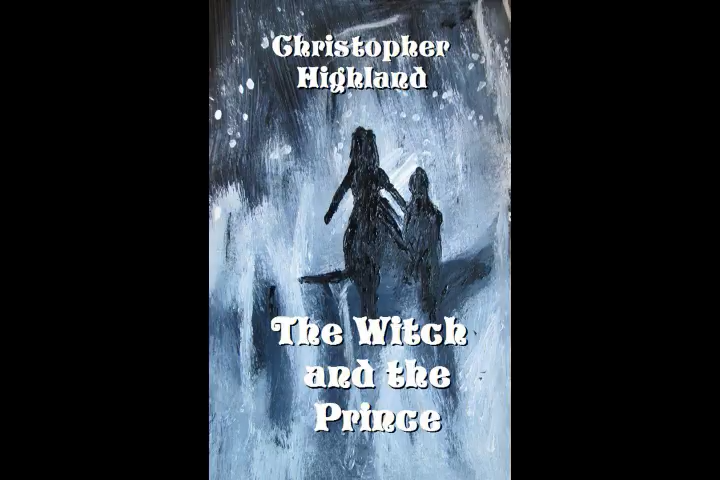 Christopher
Highland
The Witch
and the
Prince